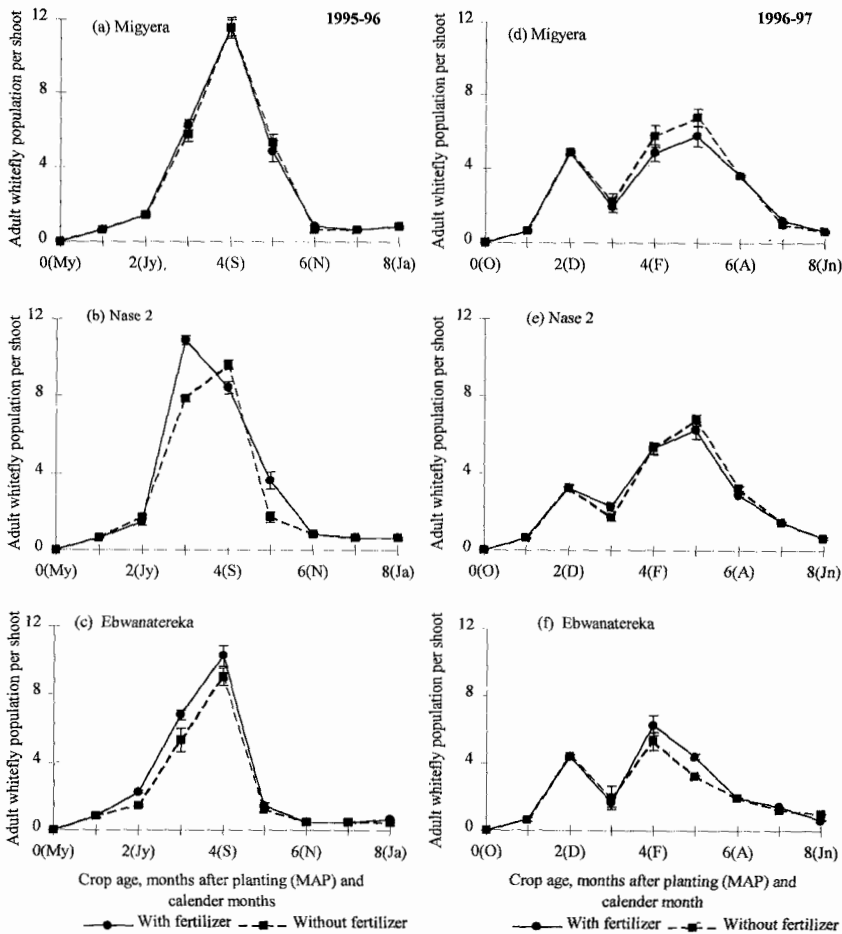 (a) Migyera
1995-96
Adult whitefly population per shoot
12
8
4
0
0(My) 2(Jy), 4(S) 6(N) 8(Ja)
(b) Nase 2
Adult whitefly population per shoot
12
8
4
0
0(My) 2(Jy) 4(S) 6(N) 8(Ja)
(c) Ebwanatereka
Adult whitefly population per shoot
12
8
4
0
0(My) 2(Jy) 4(S) 6(N) 8(Ja)
Crop age, months after planting (MAP) and
calender months
With fertilizer Without fertilizer
(d) Migyera
1996-97
Adult whitefly population per shoot
12
8
4
0
0(O) 2(D) 4(F) 6(A) 8(Jn)
(e) Nase 2
Adult whitefly population per shoot
12
8
4
0
0(O) 2(D) 4(F) 6(A) 8(Jn)
(f) Ebwanatereka
Adult whitefly population per shoot
12
8
4
0
0(O) 2(D) 4(F) 6(A) 8(Jn)
Crop age, months after planting (MAP) and
calender month
With fertilizer Without fertilizer